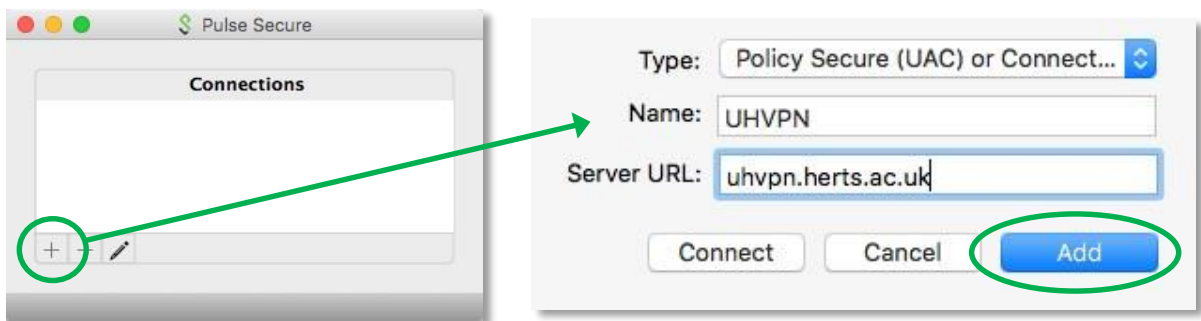 Pulse Secure
Connections
+ −
Type: Policy Secure (UAC) or Connect...
Name: UHVPN
Server URL: uhvpn.herts.ac.uk
Connect Cancel Add